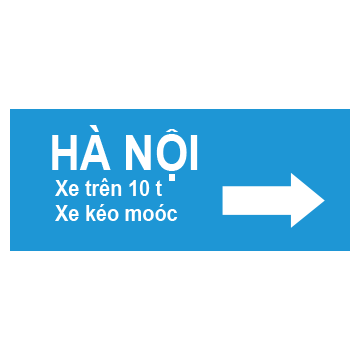 HÀ NỘI
Xe trên 10 t
Xe kéo moóc